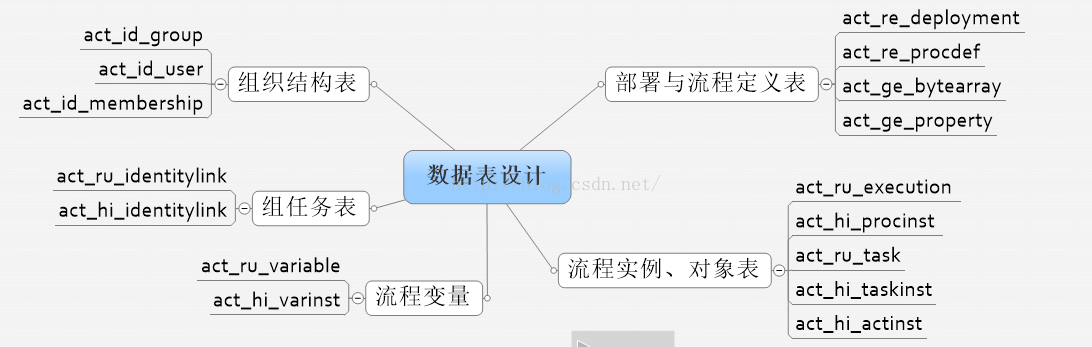 数据表设计
组织结构表
act_id_group
act_id_user
act_id_membership
组任务表
act_ru_identitylink
act_hi_identitylink
流程变量
act_ru_variable
act_hi_varinst
部署与流程定义表
act_re_deployment
act_re_procdef
act_ge_bytearray
act_ge_property
流程实例、对象表
act_ru_execution
act_hi_procinst
act_ru_task
act_hi_taskinst
act_hi_actinst
csdn.net/